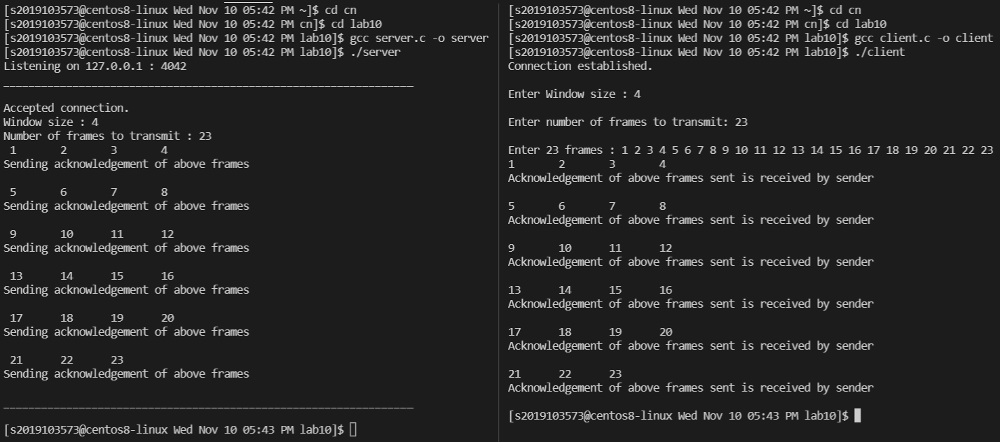 [s2019103573@centos8-linux Wed Nov 10 05:42 PM ~]$ cd cn
[s2019103573@centos8-linux Wed Nov 10 05:42 PM cn]$ cd lab10
[s2019103573@centos8-linux Wed Nov 10 05:42 PM lab10]$ gcc server.c -o server
[s2019103573@centos8-linux Wed Nov 10 05:42 PM lab10]$ ./server
Listening on 127.0.0.1 : 4042
_________________________________________________________________
Accepted connection.
Window size : 4
Number of frames to transmit : 23
 1       2       3       4
Sending acknowledgement of above frames
 5       6       7       8
Sending acknowledgement of above frames
 9       10      11      12
Sending acknowledgement of above frames
 13      14      15      16
Sending acknowledgement of above frames
 17      18      19      20
Sending acknowledgement of above frames
 21      22      23
Sending acknowledgement of above frames
_________________________________________________________________
[s2019103573@centos8-linux Wed Nov 10 05:43 PM lab10]$
[s2019103573@centos8-linux Wed Nov 10 05:42 PM ~]$ cd cn
[s2019103573@centos8-linux Wed Nov 10 05:42 PM cn]$ cd lab10
[s2019103573@centos8-linux Wed Nov 10 05:42 PM lab10]$ gcc client.c -o client
[s2019103573@centos8-linux Wed Nov 10 05:42 PM lab10]$ ./client
Connection established.
Enter Window size : 4
Enter number of frames to transmit: 23
Enter 23 frames : 1 2 3 4 5 6 7 8 9 10 11 12 13 14 15 16 17 18 19 20 21 22 23
1       2       3       4
Acknowledgement of above frames sent is received by sender
5       6       7       8
Acknowledgement of above frames sent is received by sender
9       10      11      12
Acknowledgement of above frames sent is received by sender
13      14      15      16
Acknowledgement of above frames sent is received by sender
17      18      19      20
Acknowledgement of above frames sent is received by sender
21      22      23
Acknowledgement of above frames sent is received by sender
[s2019103573@centos8-linux Wed Nov 10 05:43 PM lab10]$